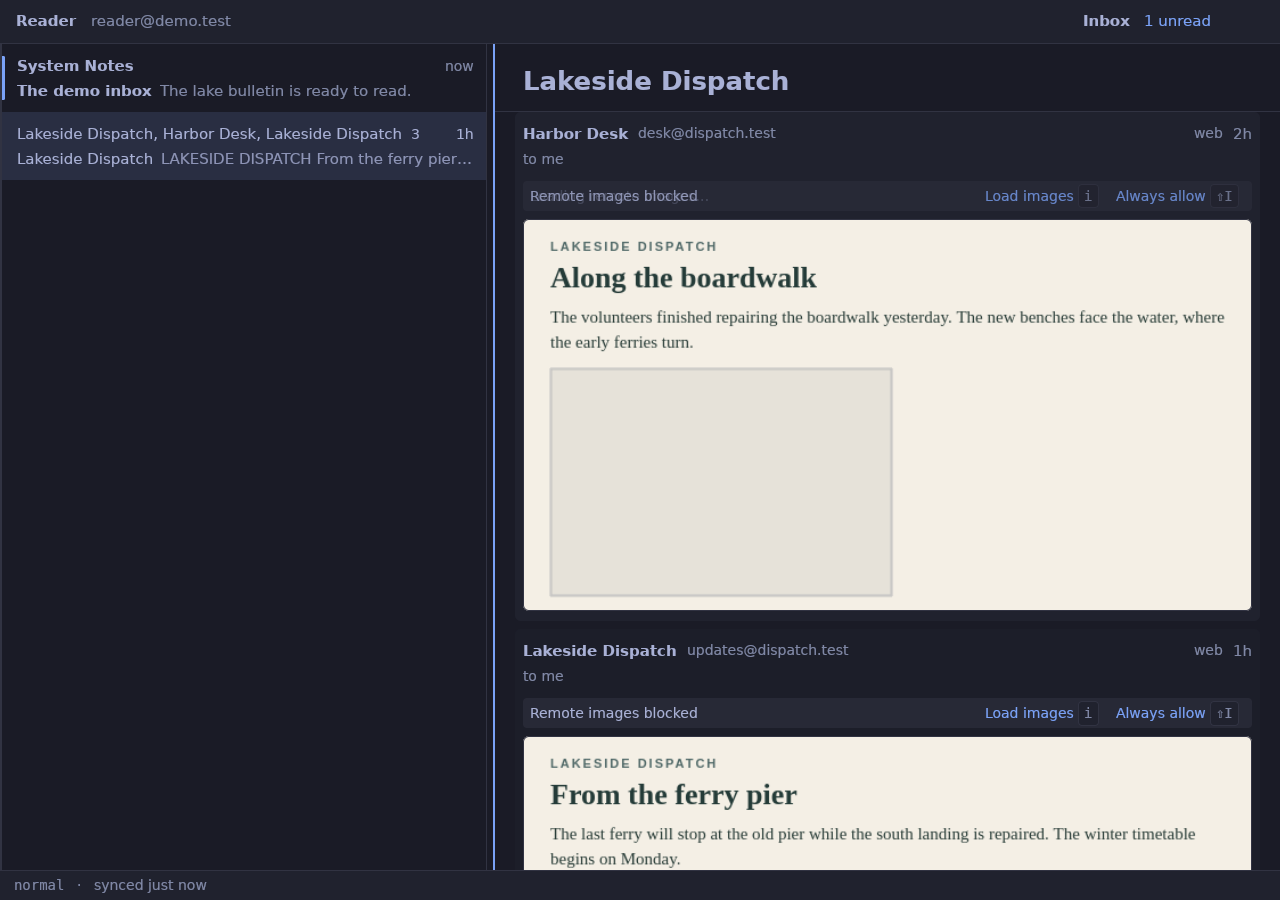 Reader reader@demo.test
Inbox 1 unread
System Notes now
The demo inbox The lake bulletin is ready to read.
Lakeside Dispatch, Harbor Desk, Lakeside Dispatch 3 1h
Lakeside Dispatch LAKESIDE DISPATCH From the ferry pier…
Lakeside Dispatch
Harbor Desk desk@dispatch.test web 2h
to me
Remote images blocked Load images i Always allow ⇧I
LAKESIDE DISPATCH
Along the boardwalk
The volunteers finished repairing the boardwalk yesterday. The new benches face the water, where
the early ferries turn.
Lakeside Dispatch updates@dispatch.test web 1h
to me
Remote images blocked Load images i Always allow ⇧I
LAKESIDE DISPATCH
From the ferry pier
The last ferry will stop at the old pier while the south landing is repaired. The winter timetable
begins on Monday.
normal · synced just now